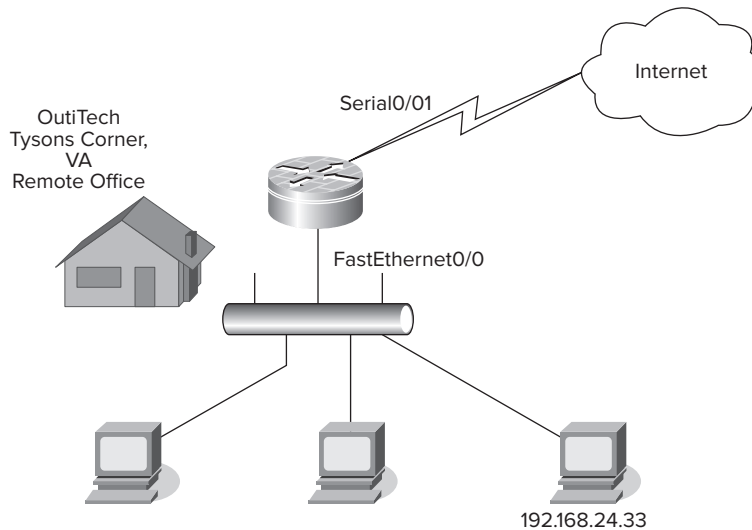 Internet
Serial0/01
OutiTech
Tysons Corner,
VA
Remote Office
FastEthernet0/0
192.168.24.33